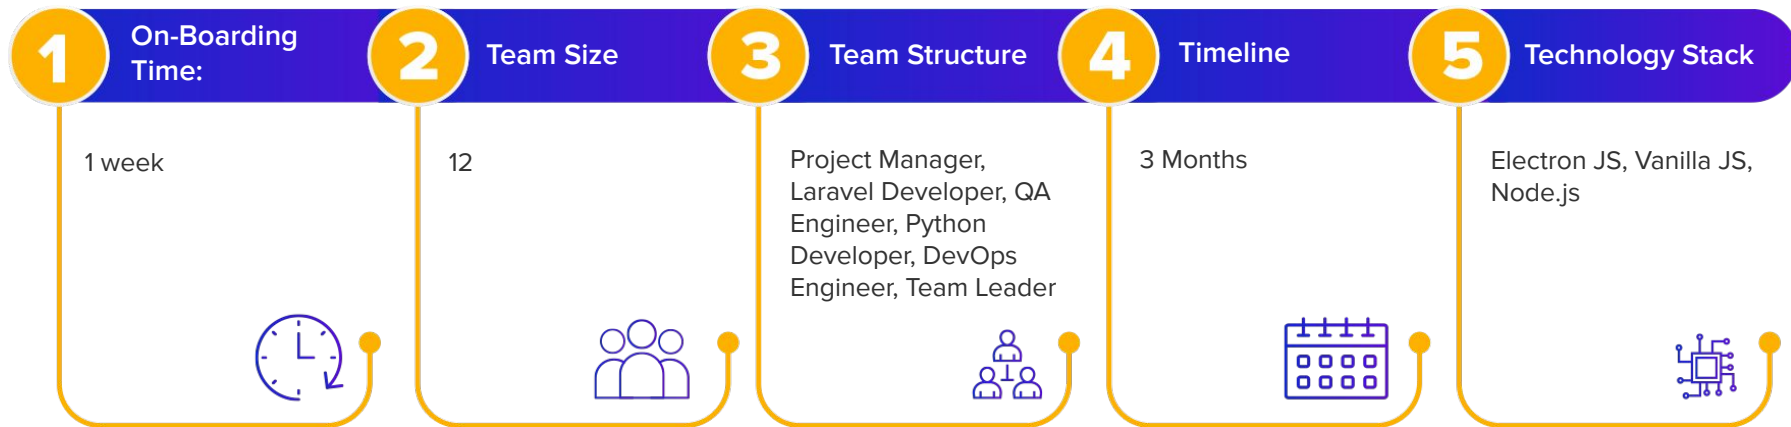 1
On-Boarding
Time:
1 week
2
Team Size
12
3
Team Structure
Project Manager,
Laravel Developer, QA
Engineer, Python
Developer, DevOps
Engineer, Team Leader
4
Timeline
3 Months
5
Technology Stack
Electron JS, Vanilla JS,
Node.js